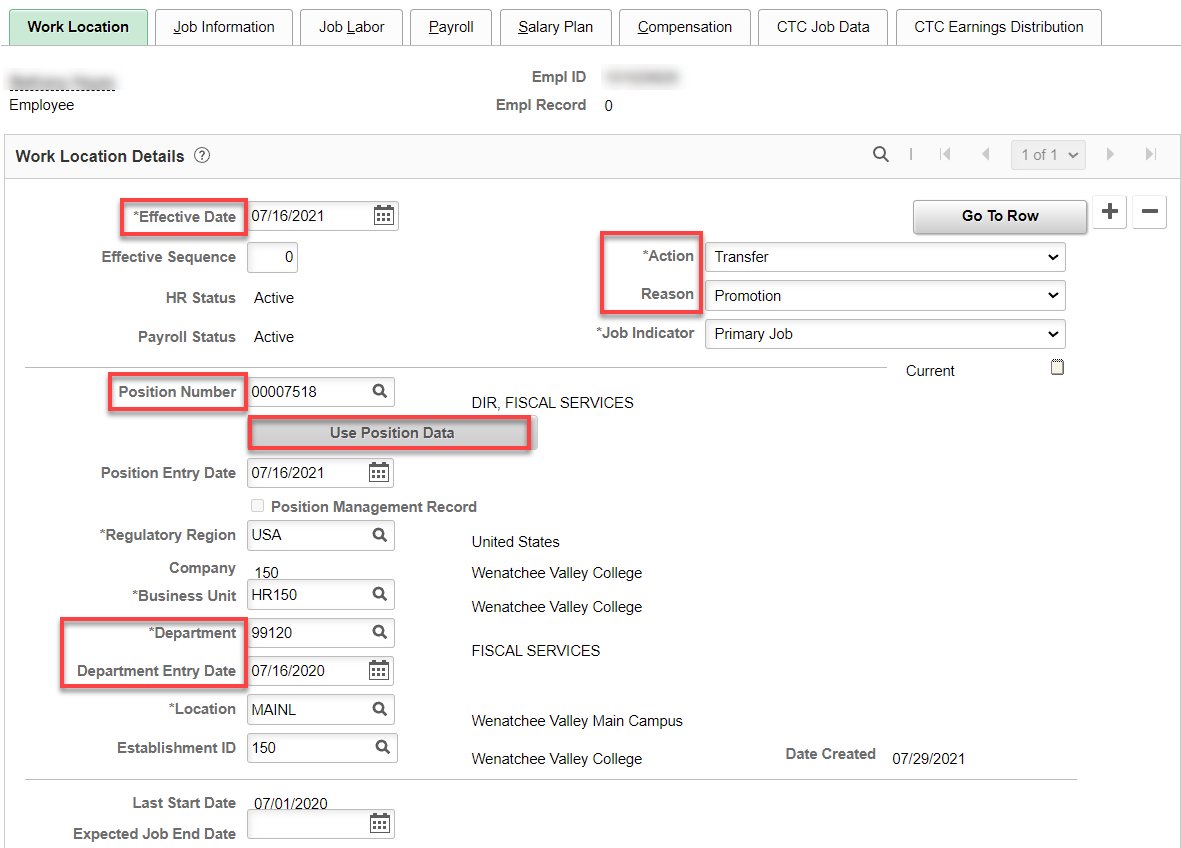 Work Location Job Information Job Labor Payroll Salary Plan Compensation CTC Job Data CTC Earnings Distribution
Empl ID
Employee Empl Record 0
Work Location Details ? 1 of 1
*Effective Date 07/16/2021 Go To Row
Effective Sequence 0 *Action Transfer
HR Status Active Reason Promotion
Payroll Status Active *Job Indicator Primary Job
Current
Position Number 00007518 DIR, FISCAL SERVICES
Use Position Data
Position Entry Date 07/16/2021
Position Management Record
*Regulatory Region USA United States
Company 150 Wenatchee Valley College
*Business Unit HR150 Wenatchee Valley College
*Department 99120 FISCAL SERVICES
Department Entry Date 07/16/2020
*Location MAINL Wenatchee Valley Main Campus
Establishment ID 150 Wenatchee Valley College Date Created 07/29/2021
Last Start Date 07/01/2020
Expected Job End Date